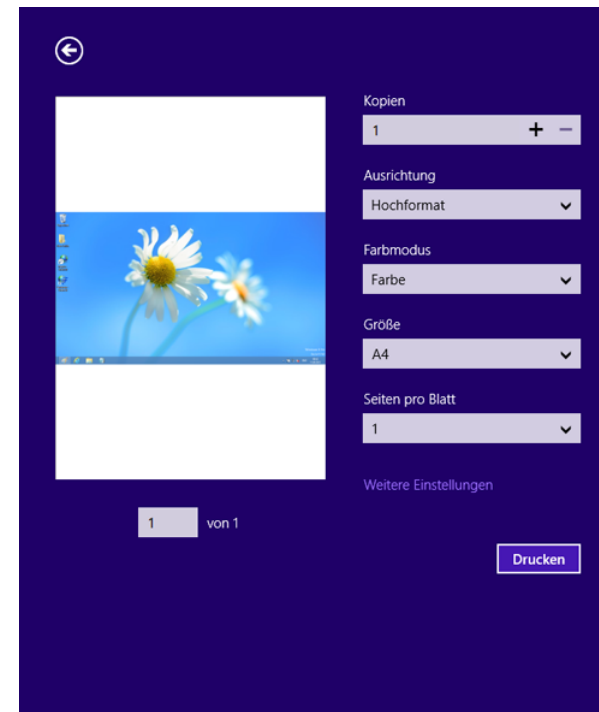 Kopien
1
Ausrichtung
Hochformat
Farbmodus
Farbe
Größe
A4
Seiten pro Blatt
1
Weitere Einstellungen
1 von 1
Drucken